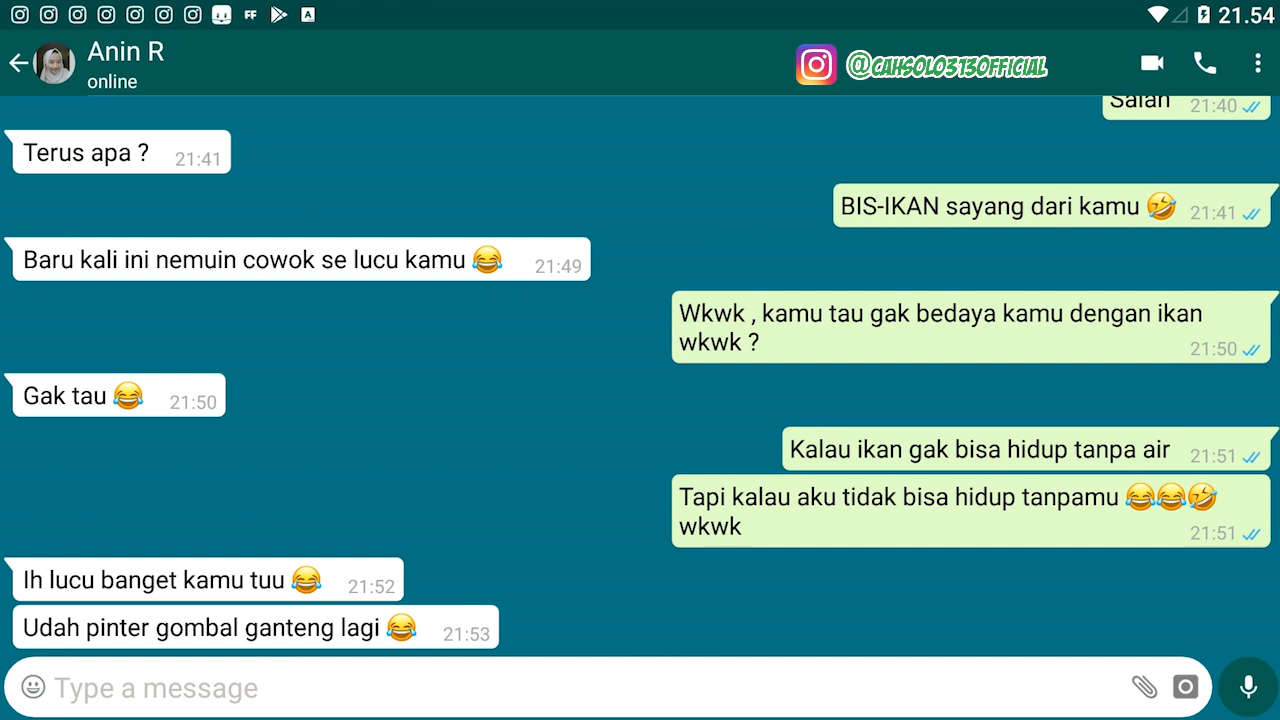 FF
A
21.54
Anin R
online
@CAHSOLO313OFFICIAL
Salah 21:40
Terus apa ? 21:41
BIS-IKAN sayang dari kamu 🤣 21:41
Baru kali ini nemuin cowok se lucu kamu 😂 21:49
Wkwk , kamu tau gak bedaya kamu dengan ikan
wkwk ? 21:50
Gak tau 😂 21:50
Kalau ikan gak bisa hidup tanpa air 21:51
Tapi kalau aku tidak bisa hidup tanpamu 😂😂🤣
wkwk 21:51
Ih lucu banget kamu tuu 😂 21:52
Udah pinter gombal ganteng lagi 😂 21:53
Type a message